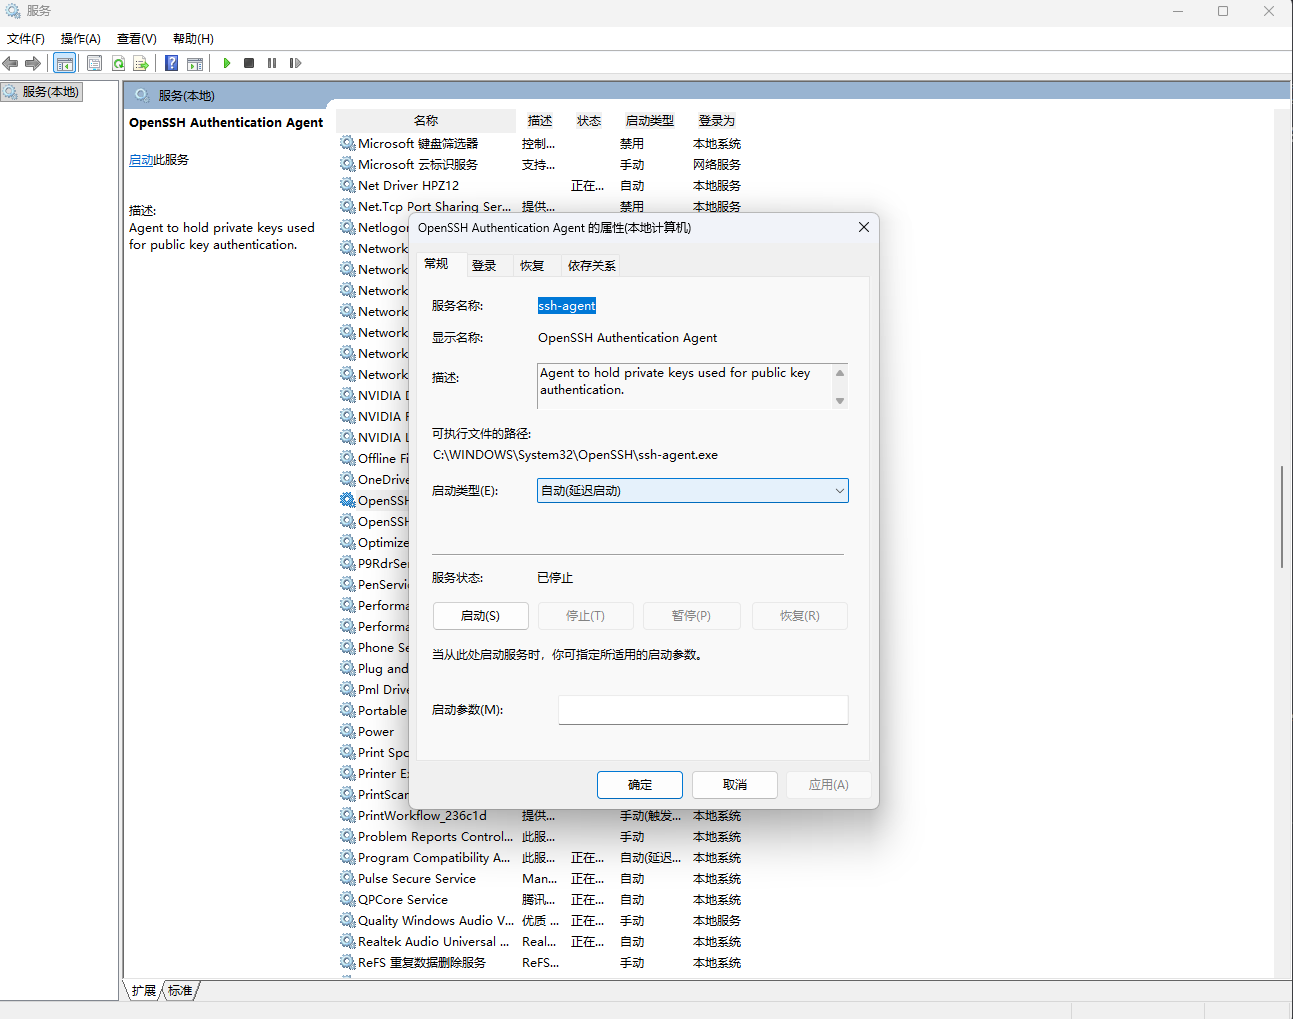 服务
文件(F) 操作(A) 查看(V) 帮助(H)
服务(本地)
服务(本地)
OpenSSH Authentication Agent
启动此服务
描述:
Agent to hold private keys used
for public key authentication.
名称 描述 状态 启动类型 登录为
Microsoft 键盘筛选器 控制... 禁用 本地系统
Microsoft 云标识服务 支持... 手动 网络服务
Net Driver HPZ12 正在... 自动 本地服务
Net.Tcp Port Sharing Ser... 提供... 禁用 本地服务
Netlogon
Network
Network
Network
Network
Network
Network
Network
NVIDIA
NVIDIA
NVIDIA
Offline Fi
OneDrive
OpenSSH
OpenSSH
Optimize
P9RdrSer
PenServic
Performa
Performa
Phone Se
Plug and
Pml Drive
Portable
Power
Print Spo
Printer Ex
PrintScan
PrintWorkflow_236c1d 提供... 手动(触发... 本地系统
Problem Reports Control... 此服... 手动 本地系统
Program Compatibility A... 此服... 正在... 自动(延迟... 本地系统
Pulse Secure Service Man... 正在... 自动 本地系统
QPCore Service 腾讯... 正在... 自动 本地系统
Quality Windows Audio V... 优质 ... 正在... 手动 本地服务
Realtek Audio Universal ... Real... 正在... 自动 本地系统
ReFS 重复数据删除服务 ReFS... 手动 本地系统
OpenSSH Authentication Agent 的属性(本地计算机)
常规 登录 恢复 依存关系
服务名称: ssh-agent
显示名称: OpenSSH Authentication Agent
描述: Agent to hold private keys used for public key
authentication.
可执行文件的路径:
C:\WINDOWS\System32\OpenSSH\ssh-agent.exe
启动类型(E): 自动(延迟启动)
服务状态: 已停止
启动(S) 停止(T) 暂停(P) 恢复(R)
当从此处启动服务时，你可指定所适用的启动参数。
启动参数(M):
确定 取消 应用(A)
扩展 标准